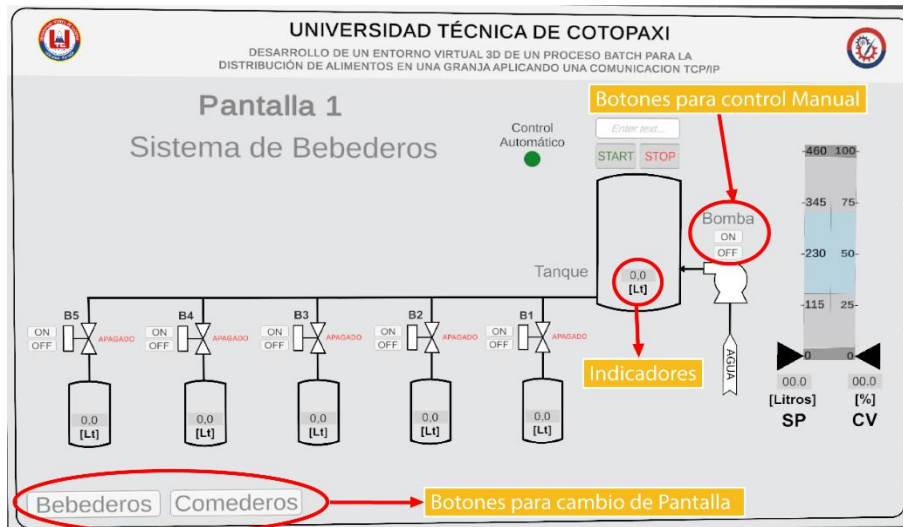 UNIVERSIDAD TÉCNICA DE COTOPAXI
DESARROLLO DE UN ENTORNO VIRTUAL 3D DE UN PROCESO BATCH PARA LA
DISTRIBUCIÓN DE ALIMENTOS EN UNA GRANJA APLICANDO UNA COMUNICACION TCP/IP
Pantalla 1
Sistema de Bebederos
Botones para control Manual
Control
Automático
Enter text...
START STOP
Bomba
ON
OFF
Tanque
0,0
[Lt]
460 100
345 75
230 50
115 25
0 0
00.0 00.0
[Litros] [%]
SP CV
AGUA
Indicadores
B5 B4 B3 B2 B1
ON ON ON ON ON
OFF OFF OFF OFF OFF
APAGADO APAGADO APAGADO APAGADO APAGADO
0,0 0,0 0,0 0,0 0,0
[Lt] [Lt] [Lt] [Lt] [Lt]
Bebederos Comederos
Botones para cambio de Pantalla